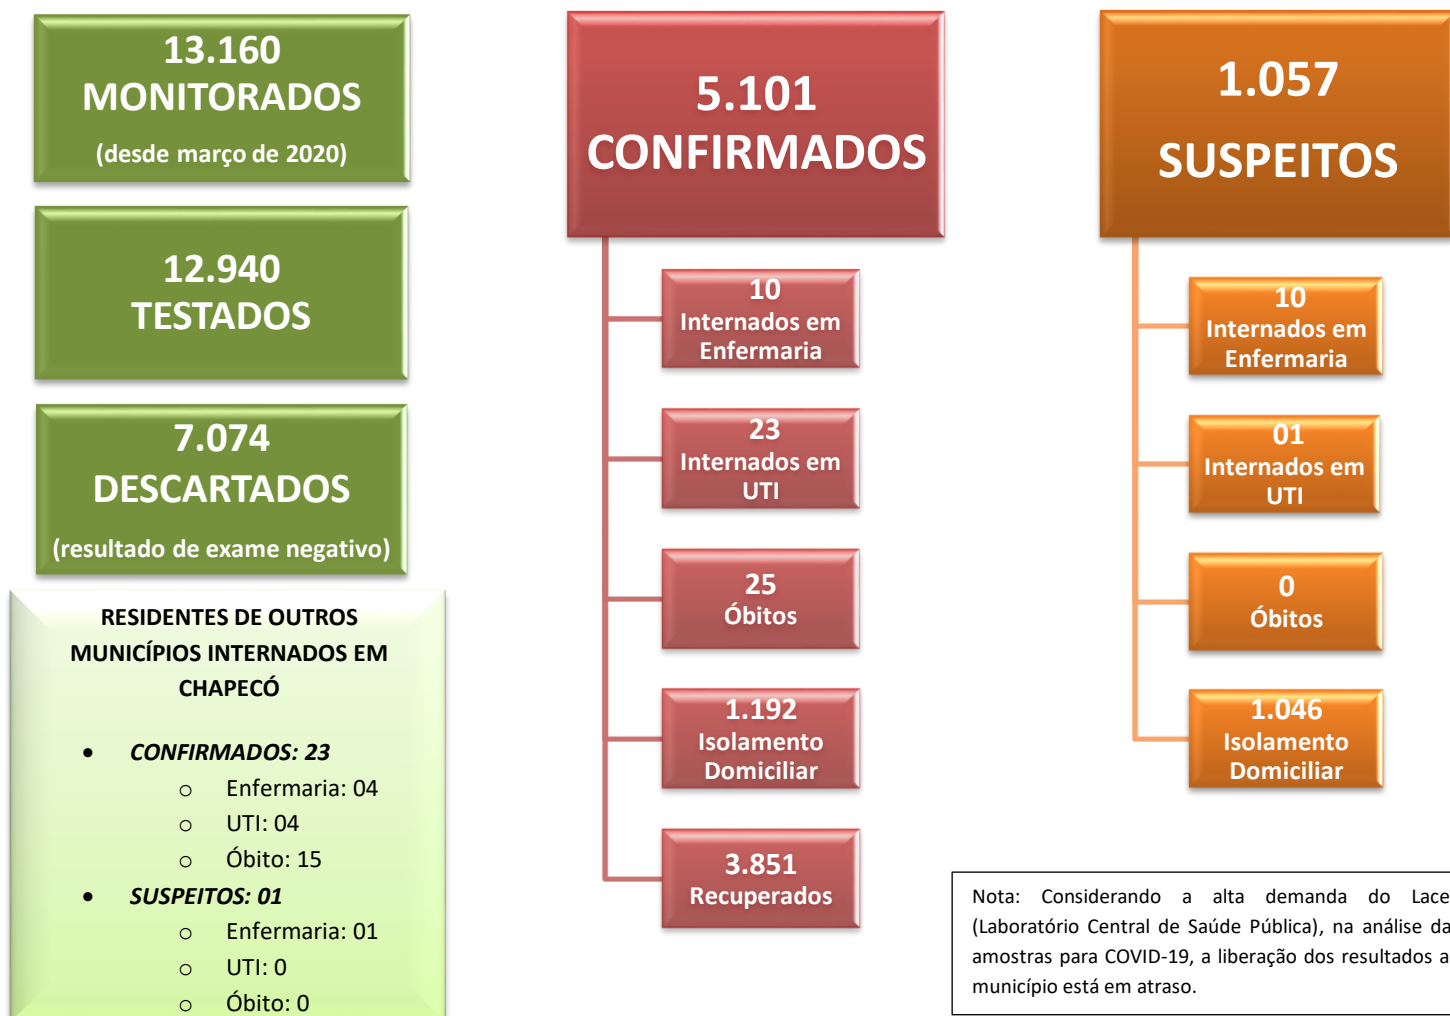 13.160
MONITORADOS
(desde março de 2020)
12.940
TESTADOS
7.074
DESCARTADOS
(resultado de exame negativo)
RESIDENTES DE OUTROS
MUNICÍPIOS INTERNADOS EM
CHAPECÓ
• CONFIRMADOS: 23
o Enfermaria: 04
o UTI: 04
o Óbito: 15
• SUSPEITOS: 01
o Enfermaria: 01
o UTI: 0
o Óbito: 0
5.101
CONFIRMADOS
10
Internados em
Enfermaria
23
Internados em
UTI
25
Óbitos
1.192
Isolamento
Domiciliar
3.851
Recuperados
1.057
SUSPEITOS
10
Internados em
Enfermaria
01
Internados em
UTI
0
Óbitos
1.046
Isolamento
Domiciliar
Nota: Considerando a alta demanda do Lace
(Laboratório Central de Saúde Pública), na análise da
amostras para COVID-19, a liberação dos resultados a
município está em atraso.